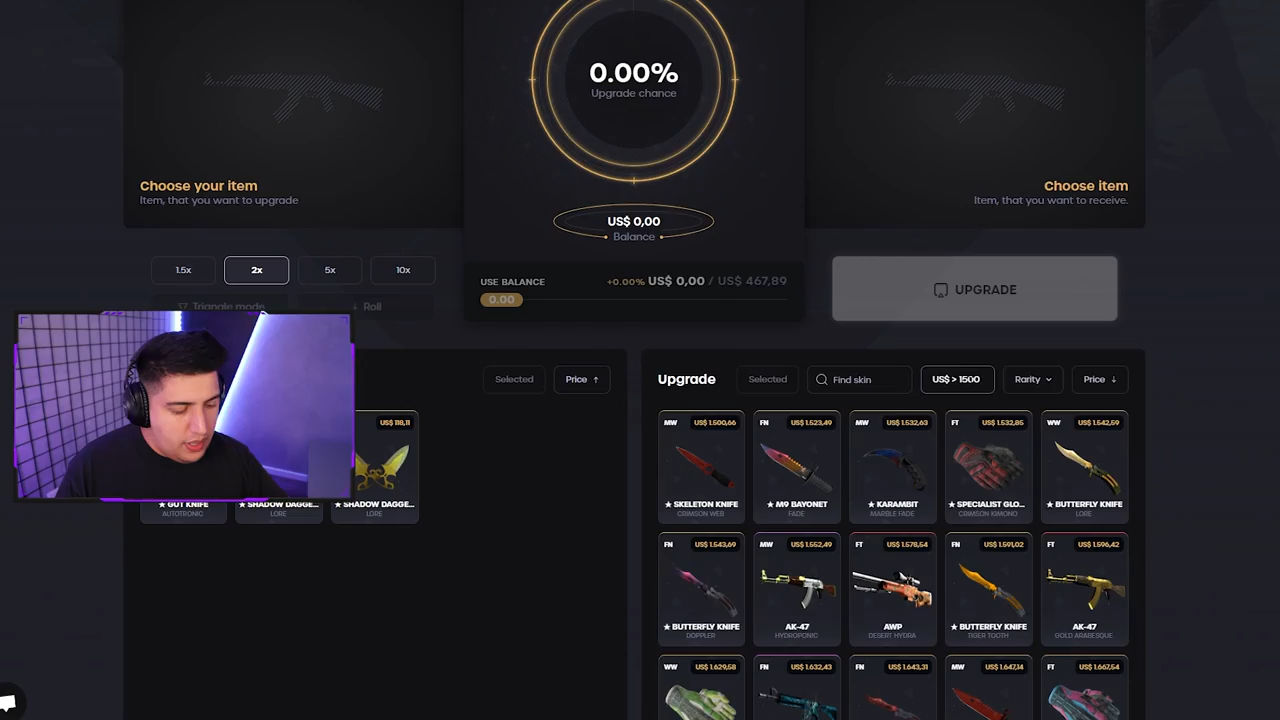 0.00%
Upgrade chance
Choose your item
Item, that you want to upgrade
Choose item
Item, that you want to receive.
US$ 0,00
Balance
1.5x
2x
5x
10x
USE BALANCE
+0.00% US$ 0,00 / US$ 467,89
0.00
UPGRADE
Triangle mode
Roll
Selected
Price ↑
Upgrade
Selected
Find skin
US$ > 1500
Rarity
Price ↓
US$ 118,11
★ GUT KNIFE
AUTOTRONIC
★ SHADOW DAGGE...
LORE
★ SHADOW DAGGE...
LORE
MW
US$ 1.500,66
★ SKELETON KNIFE
CRIMSON WEB
FN
US$ 1.523,49
★ M9 BAYONET
FADE
MW
US$ 1.532,63
★ KARAMBIT
MARBLE FADE
FT
US$ 1.532,85
★ SPECIALIST GLO...
CRIMSON KIMONO
WW
US$ 1.542,59
★ BUTTERFLY KNIFE
LORE
FN
US$ 1.543,69
★ BUTTERFLY KNIFE
DOPPLER
MW
US$ 1.552,49
AK-47
HYDROPONIC
FT
US$ 1.578,54
AWP
DESERT HYDRA
FN
US$ 1.591,02
★ BUTTERFLY KNIFE
TIGER TOOTH
FT
US$ 1.596,42
AK-47
GOLD ARABESQUE
WW
US$ 1.629,58
FN
US$ 1.632,43
FN
US$ 1.643,31
MW
US$ 1.647,14
FT
US$ 1.667,54